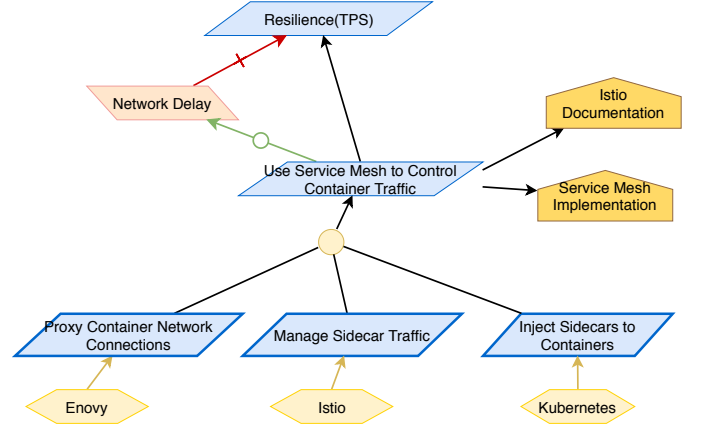 Resilience(TPS)
Network Delay
Istio
Documentation
Use Service Mesh to Control
Container Traffic
Service Mesh
Implementation
Proxy Container Network
Connections
Manage Sidecar Traffic
Inject Sidecars to
Containers
Enovy
Istio
Kubernetes